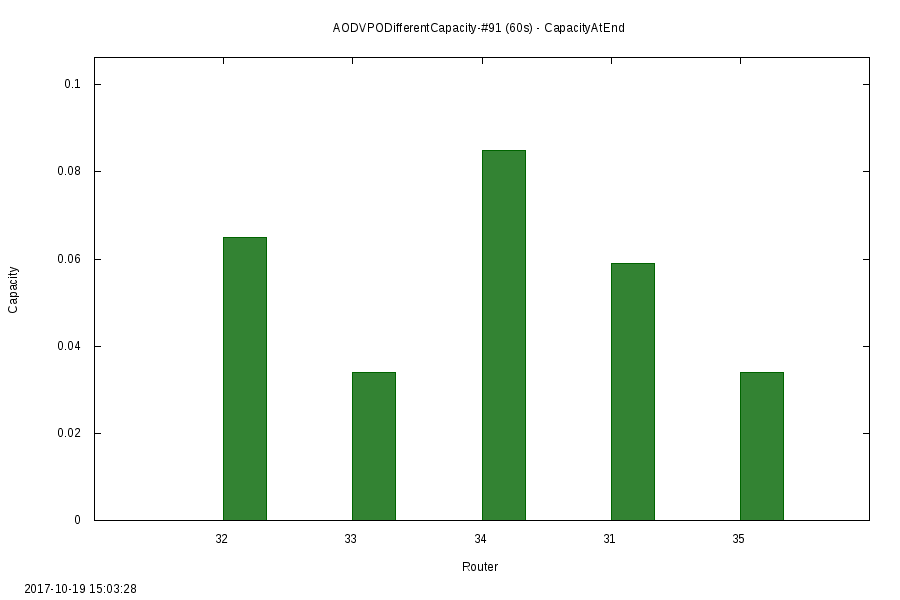 AODVPODifferentCapacity-#91 (60s) - CapacityAtEnd
0.1
0.08
0.06
0.04
0.02
0
Capacity
32 33 34 31 35
Router
2017-10-19 15:03:28